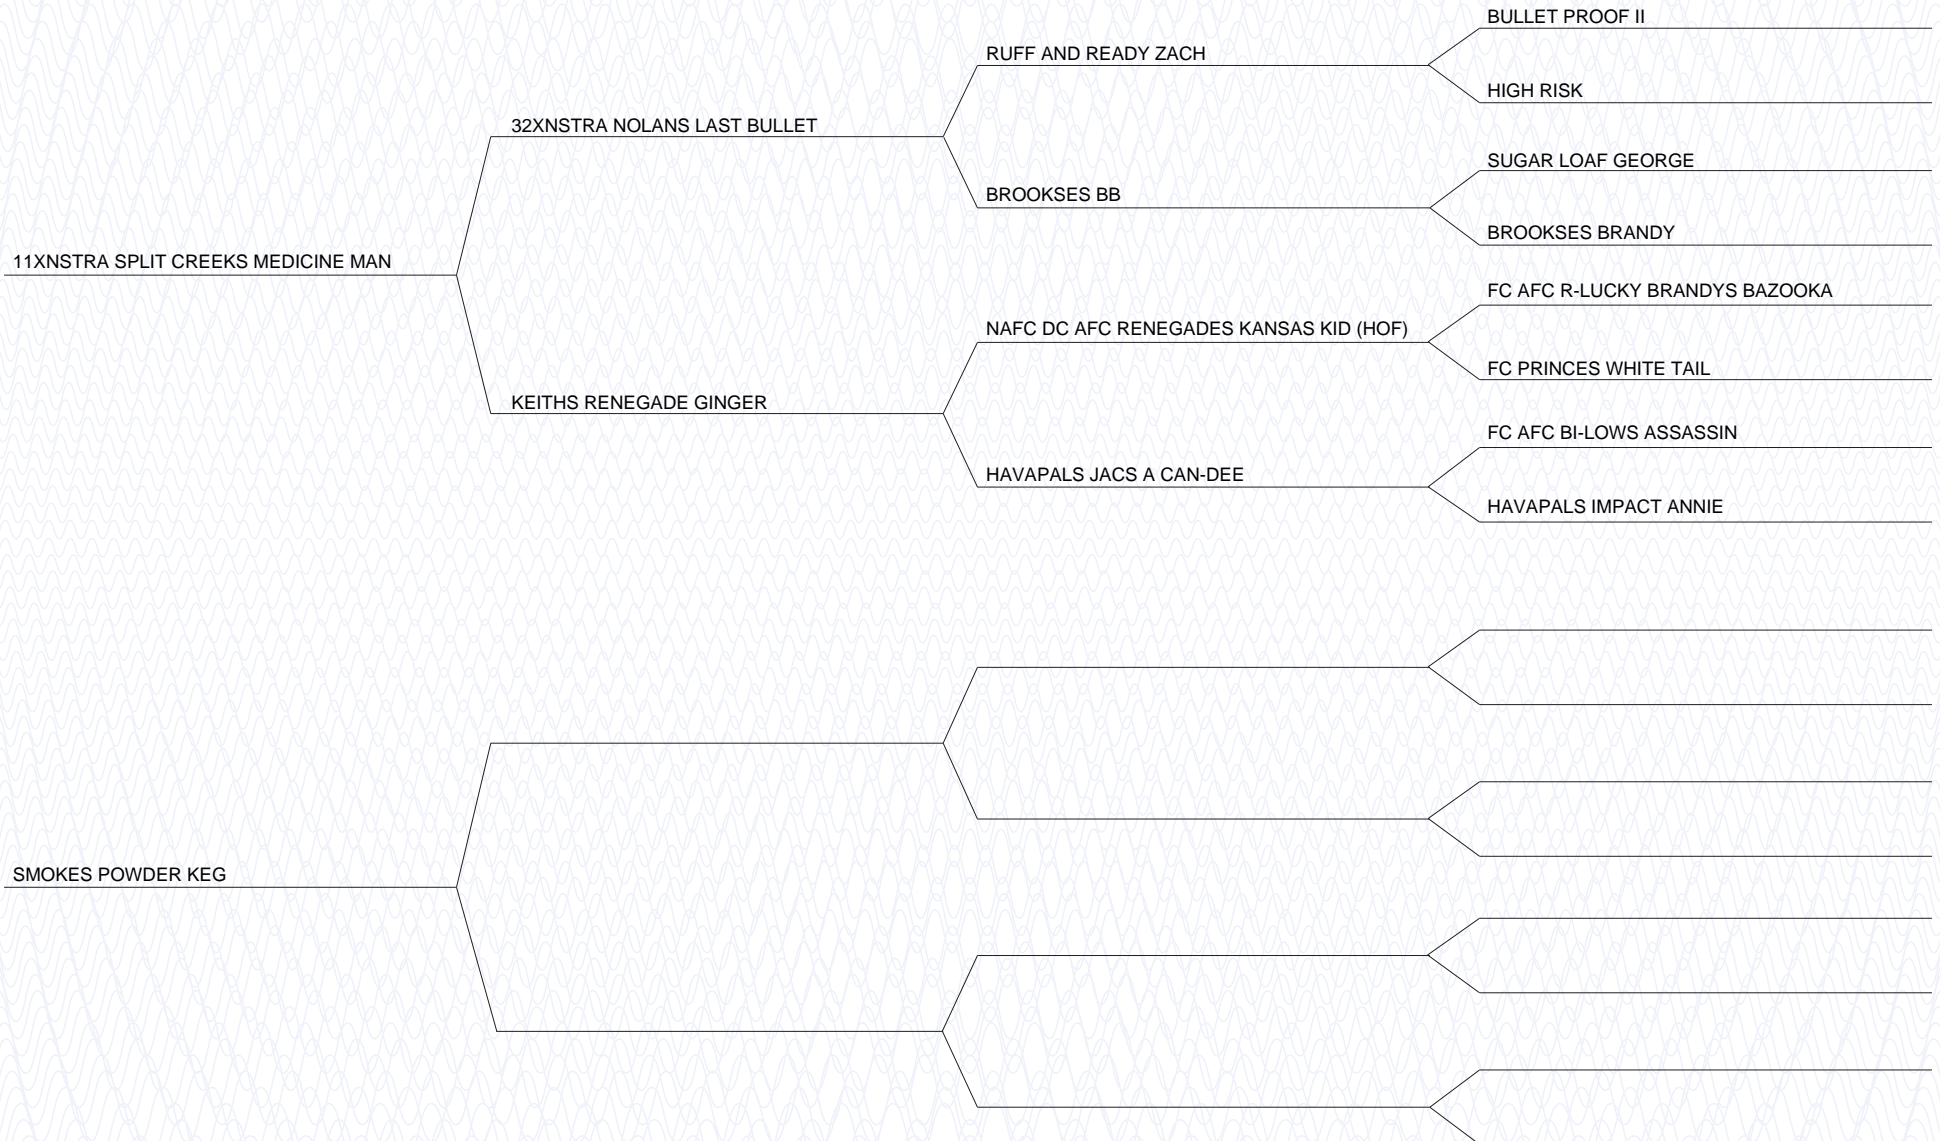 BULLET PROOF II
RUFF AND READY ZACH
HIGH RISK
32XNSTRA NOLANS LAST BULLET
SUGAR LOAF GEORGE
BROOKSES BB
BROOKSES BRANDY
11XNSTRA SPLIT CREEKS MEDICINE MAN
FC AFC R-LUCKY BRANDYS BAZOOKA
NAFC DC AFC RENEGADES KANSAS KID (HOF)
FC PRINCES WHITE TAIL
KEITHS RENEGADE GINGER
FC AFC BI-LOWS ASSASSIN
HAVAPALS JACS A CAN-DEE
HAVAPALS IMPACT ANNIE
SMOKES POWDER KEG